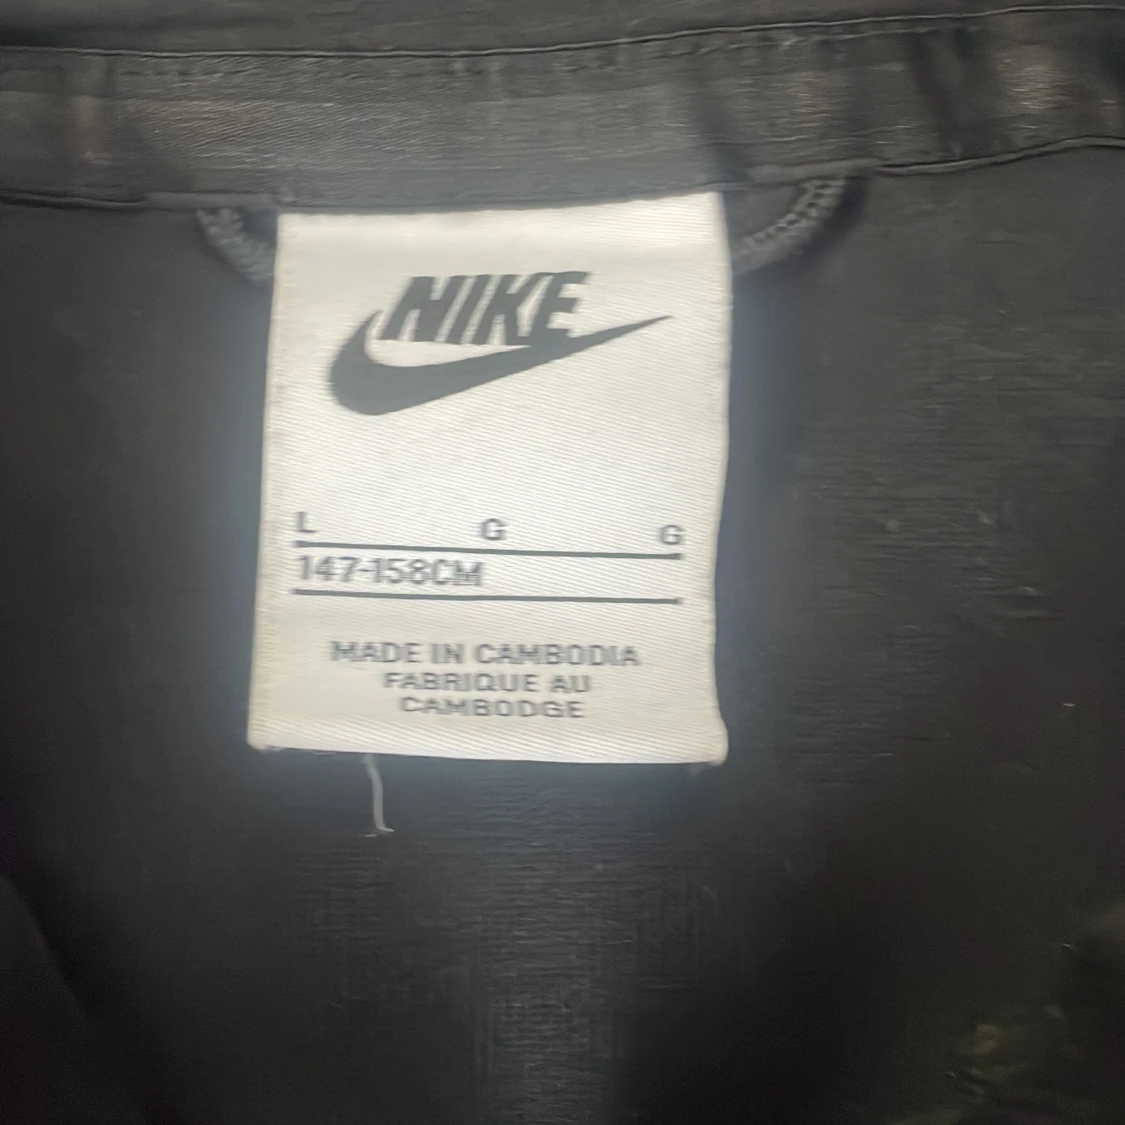 NIKE
L G G
147-158CM
MADE IN CAMBODIA
FABRIQUE AU
CAMBODGE